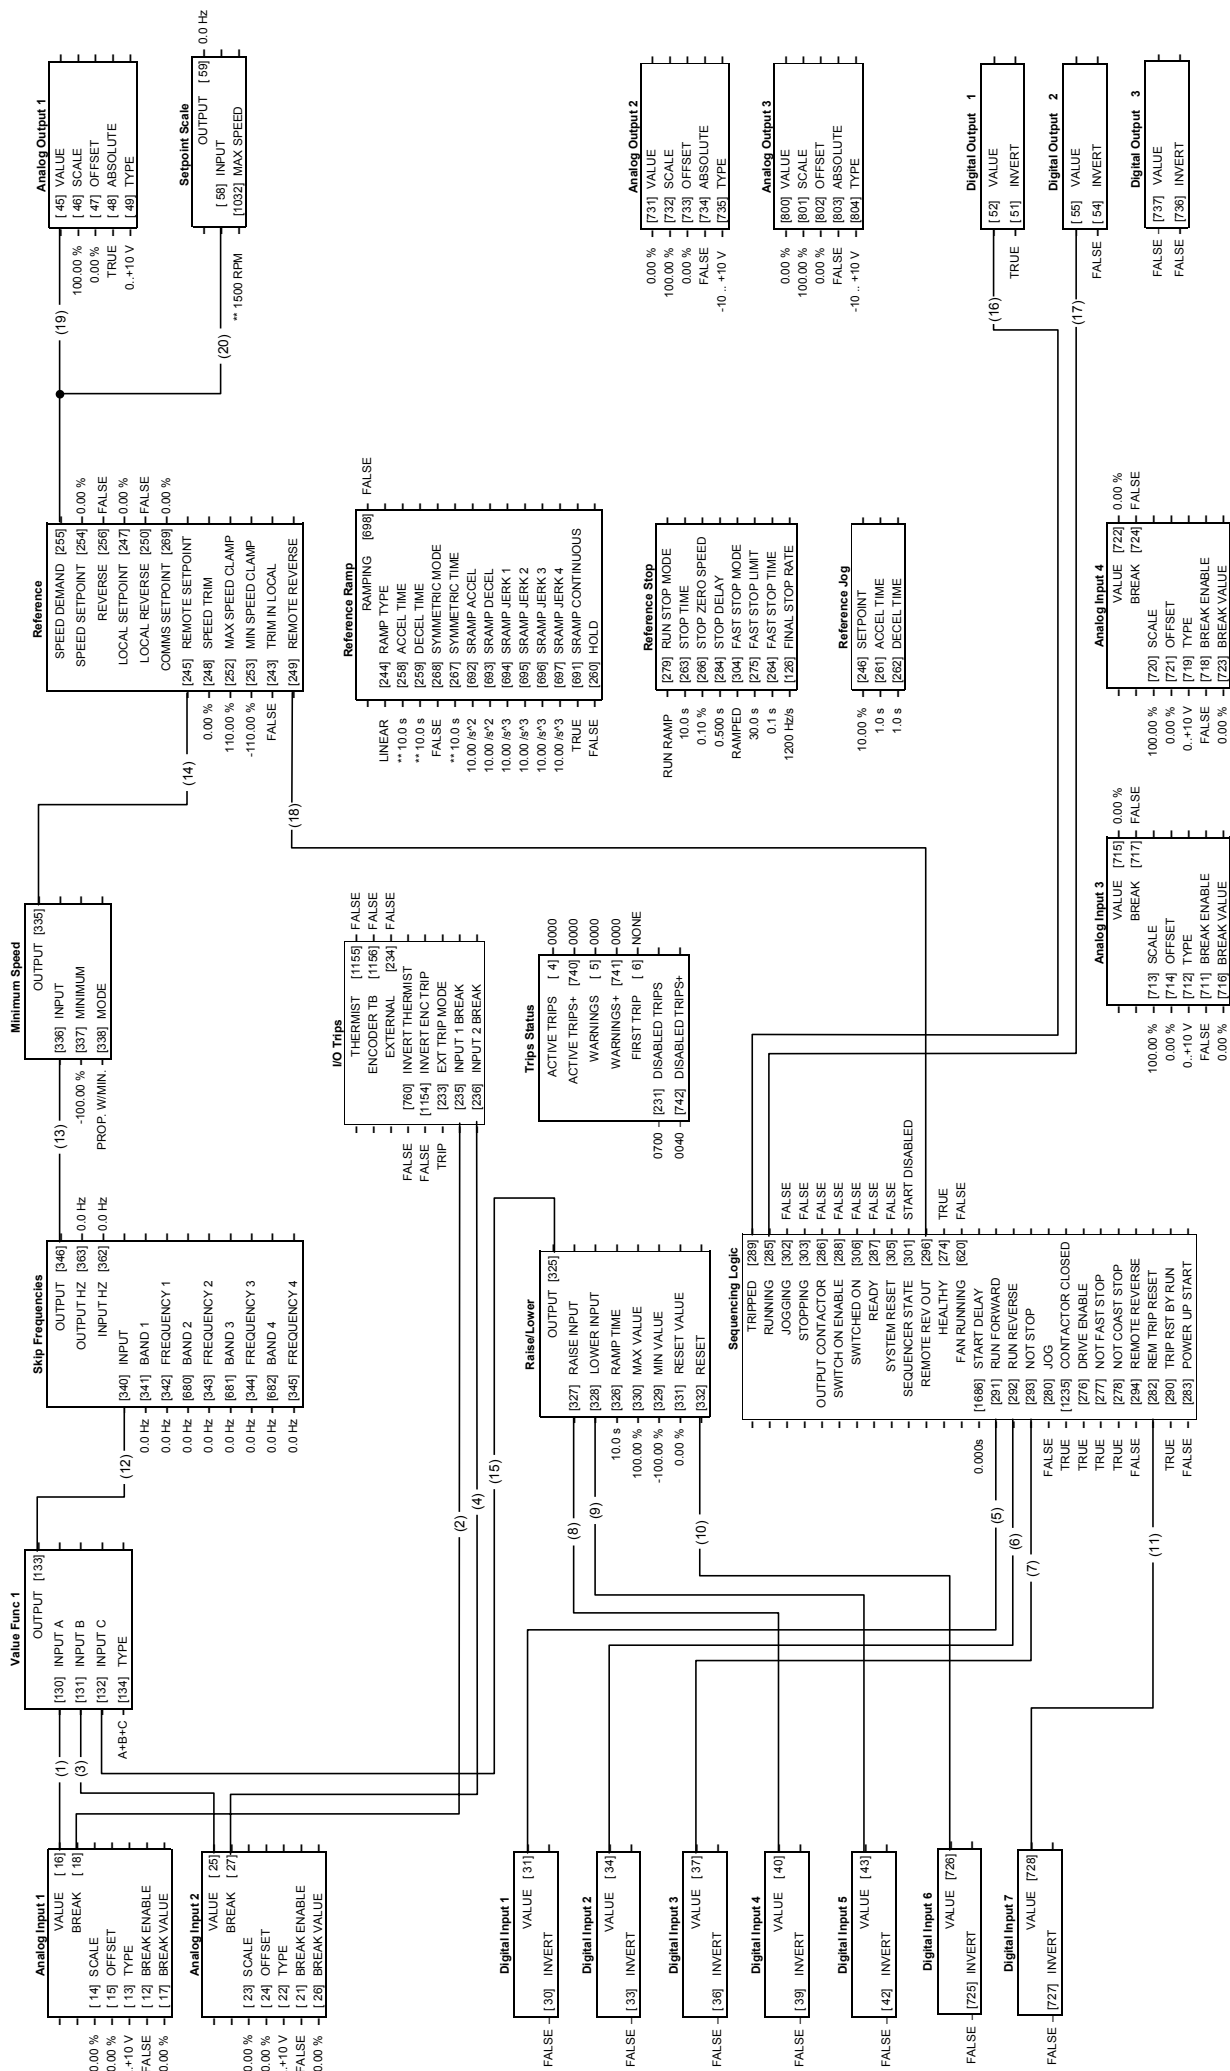 Analog Input 1
VALUE [ 16]
BREAK [ 18]
0.00 % [ 14] SCALE
0.00 % [ 15] OFFSET
..+10 V [ 13] TYPE
FALSE [ 12] BREAK ENABLE
0.00 % [ 17] BREAK VALUE
Analog Input 2
VALUE [ 25]
BREAK [ 27]
0.00 % [ 23] SCALE
0.00 % [ 24] OFFSET
..+10 V [ 22] TYPE
FALSE [ 21] BREAK ENABLE
0.00 % [ 26] BREAK VALUE
Digital Input 1
VALUE [ 31]
FALSE [ 30] INVERT
Digital Input 2
VALUE [ 34]
FALSE [ 33] INVERT
Digital Input 3
VALUE [ 37]
FALSE [ 36] INVERT
Digital Input 4
VALUE [ 40]
FALSE [ 39] INVERT
Digital Input 5
VALUE [ 43]
FALSE [ 42] INVERT
Digital Input 6
VALUE [726]
FALSE [725] INVERT
Digital Input 7
VALUE [728]
FALSE [727] INVERT
(1)
(3)
Value Func 1
OUTPUT [133]
[130] INPUT A
[131] INPUT B
[132] INPUT C
A+B+C [134] TYPE
(12)
(2)
(4)
(15)
(8)
(9)
(10)
(5)
(6)
(7)
(11)
Skip Frequencies
OUTPUT [346]
OUTPUT HZ [363] 0.0 Hz
INPUT HZ [362] 0.0 Hz
[340] INPUT
0.0 Hz [341] BAND 1
0.0 Hz [342] FREQUENCY 1
0.0 Hz [680] BAND 2
0.0 Hz [343] FREQUENCY 2
0.0 Hz [681] BAND 3
0.0 Hz [344] FREQUENCY 3
0.0 Hz [682] BAND 4
0.0 Hz [345] FREQUENCY 4
Raise/Lower
OUTPUT [325]
[327] RAISE INPUT
[328] LOWER INPUT
10.0 s [326] RAMP TIME
100.00 % [330] MAX VALUE
-100.00 % [329] MIN VALUE
0.00 % [331] RESET VALUE
[332] RESET
Sequencing Logic
TRIPPED [289]
RUNNING [285]
JOGGING [302] FALSE
STOPPING [303] FALSE
OUTPUT CONTACTOR [286] FALSE
SWITCH ON ENABLE [288] FALSE
SWITCHED ON [306] FALSE
READY [287] FALSE
SYSTEM RESET [305] FALSE
SEQUENCER STATE [301] START DISABLED
REMOTE REV OUT [296]
HEALTHY [274] TRUE
FAN RUNNING [620] FALSE
0.000s [1686] START DELAY
[291] RUN FORWARD
[292] RUN REVERSE
[293] NOT STOP
FALSE [280] JOG
TRUE [1235] CONTACTOR CLOSED
TRUE [276] DRIVE ENABLE
TRUE [277] NOT FAST STOP
TRUE [278] NOT COAST STOP
FALSE [294] REMOTE REVERSE
[282] REM TRIP RESET
TRUE [290] TRIP RST BY RUN
FALSE [283] POWER UP START
(13)
Minimum Speed
OUTPUT [335]
[336] INPUT
-100.00 % [337] MINIMUM
PROP. W/MIN. [338] MODE
I/O Trips
THERMIST [1155] FALSE
ENCODER TB [1156] FALSE
EXTERNAL [234] FALSE
FALSE [760] INVERT THERMIST
FALSE [1154] INVERT ENC TRIP
TRIP [233] EXT TRIP MODE
[235] INPUT 1 BREAK
[236] INPUT 2 BREAK
Trips Status
ACTIVE TRIPS [ 4] 0000
ACTIVE TRIPS+ [740] 0000
WARNINGS [ 5] 0000
WARNINGS+ [741] 0000
FIRST TRIP [ 6] NONE
0700 [231] DISABLED TRIPS
0040 [742] DISABLED TRIPS+
(14)
(18)
Reference
SPEED DEMAND [255]
SPEED SETPOINT [254] 0.00 %
REVERSE [256] FALSE
LOCAL SETPOINT [247] 0.00 %
LOCAL REVERSE [250] FALSE
COMMS SETPOINT [269] 0.00 %
[245] REMOTE SETPOINT
0.00 % [248] SPEED TRIM
110.00 % [252] MAX SPEED CLAMP
-110.00 % [253] MIN SPEED CLAMP
FALSE [243] TRIM IN LOCAL
[249] REMOTE REVERSE
Reference Ramp
RAMPING [698] FALSE
LINEAR [244] RAMP TYPE
** 10.0 s [258] ACCEL TIME
** 10.0 s [259] DECEL TIME
FALSE [268] SYMMETRIC MODE
** 10.0 s [267] SYMMETRIC TIME
10.00 /s^2 [692] SRAMP ACCEL
10.00 /s^2 [693] SRAMP DECEL
10.00 /s^3 [694] SRAMP JERK 1
10.00 /s^3 [695] SRAMP JERK 2
10.00 /s^3 [696] SRAMP JERK 3
10.00 /s^3 [697] SRAMP JERK 4
TRUE [691] SRAMP CONTINUOUS
FALSE [260] HOLD
Reference Stop
RUN RAMP [279] RUN STOP MODE
10.0 s [263] STOP TIME
0.10 % [266] STOP ZERO SPEED
0.500 s [284] STOP DELAY
RAMPED [304] FAST STOP MODE
30.0 s [275] FAST STOP LIMIT
0.1 s [264] FAST STOP TIME
1200 Hz/s [126] FINAL STOP RATE
Reference Jog
10.00 % [246] SETPOINT
1.0 s [261] ACCEL TIME
1.0 s [262] DECEL TIME
Analog Input 3
VALUE [715] 0.00 %
BREAK [717] FALSE
100.00 % [713] SCALE
0.00 % [714] OFFSET
0..+10 V [712] TYPE
FALSE [711] BREAK ENABLE
0.00 % [716] BREAK VALUE
Analog Input 4
VALUE [722] 0.00 %
BREAK [724] FALSE
100.00 % [720] SCALE
0.00 % [721] OFFSET
0..+10 V [719] TYPE
FALSE [718] BREAK ENABLE
0.00 % [723] BREAK VALUE
(19)
(20)
(16)
(17)
Analog Output 1
[ 45] VALUE
100.00 % [ 46] SCALE
0.00 % [ 47] OFFSET
TRUE [ 48] ABSOLUTE
0..+10 V [ 49] TYPE
Setpoint Scale
OUTPUT [ 59] 0.0 Hz
[ 58] INPUT
** 1500 RPM [1032] MAX SPEED
Analog Output 2
0.00 % [731] VALUE
100.00 % [732] SCALE
0.00 % [733] OFFSET
FALSE [734] ABSOLUTE
-10 .. +10 V [735] TYPE
Analog Output 3
0.00 % [800] VALUE
100.00 % [801] SCALE
0.00 % [802] OFFSET
FALSE [803] ABSOLUTE
-10 .. +10 V [804] TYPE
Digital Output 1
[ 52] VALUE
TRUE [ 51] INVERT
Digital Output 2
[ 55] VALUE
FALSE [ 54] INVERT
Digital Output 3
FALSE [737] VALUE
FALSE [736] INVERT